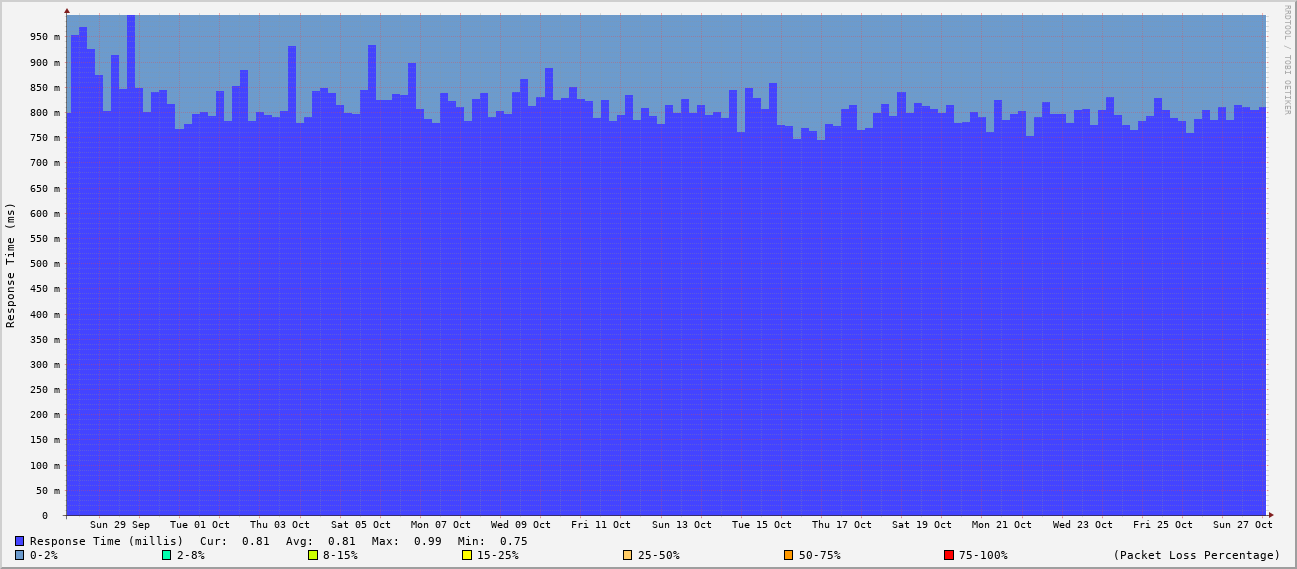 RRDTOOL / TOBI OETIKER
Response Time (ms)
950 m
900 m
850 m
800 m
750 m
700 m
650 m
600 m
550 m
500 m
450 m
400 m
350 m
300 m
250 m
200 m
150 m
100 m
50 m
0
Sun 29 Sep Tue 01 Oct Thu 03 Oct Sat 05 Oct Mon 07 Oct Wed 09 Oct Fri 11 Oct Sun 13 Oct Tue 15 Oct Thu 17 Oct Sat 19 Oct Mon 21 Oct Wed 23 Oct Fri 25 Oct Sun 27 Oct
Response Time (millis) Cur: 0.81 Avg: 0.81 Max: 0.99 Min: 0.75
0-2% 2-8% 8-15% 15-25% 25-50% 50-75% 75-100% (Packet Loss Percentage)